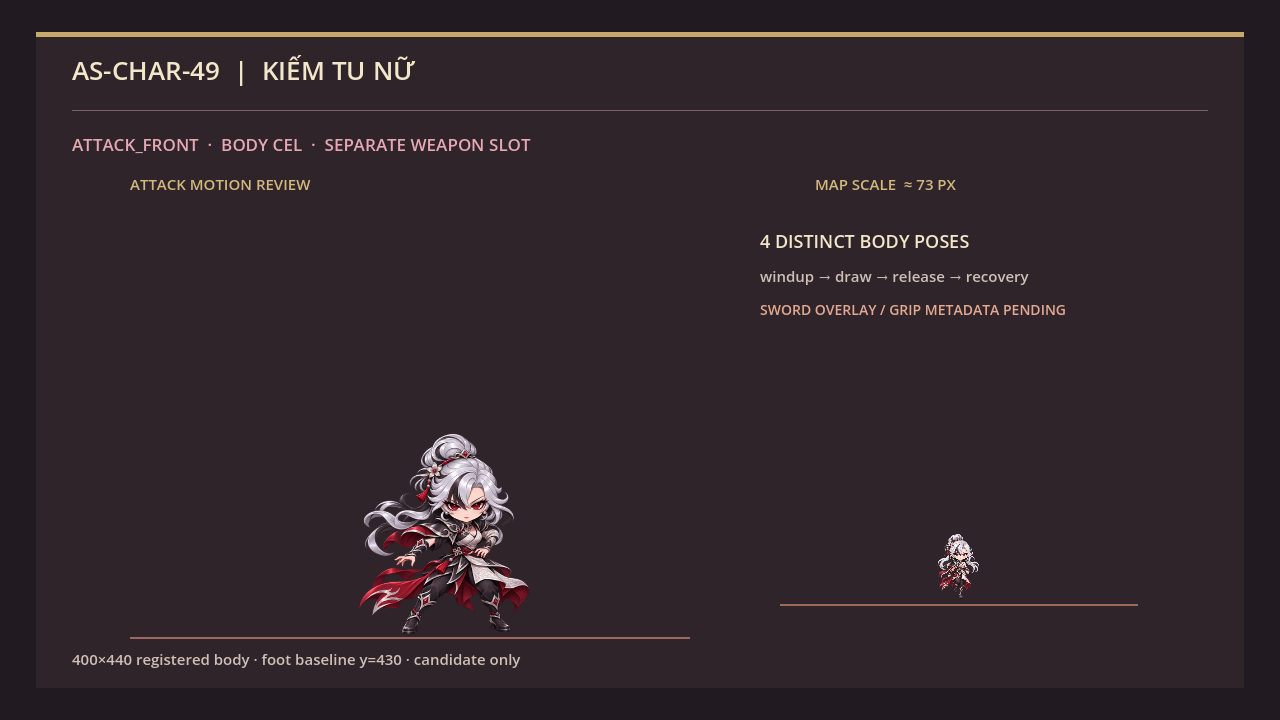 AS-CHAR-49 | KIẾM TU NỮ
ATTACK_FRONT · BODY CEL · SEPARATE WEAPON SLOT
ATTACK MOTION REVIEW
MAP SCALE ≈ 73 PX
4 DISTINCT BODY POSES
windup → draw → release → recovery
SWORD OVERLAY / GRIP METADATA PENDING
400×440 registered body · foot baseline y=430 · candidate only